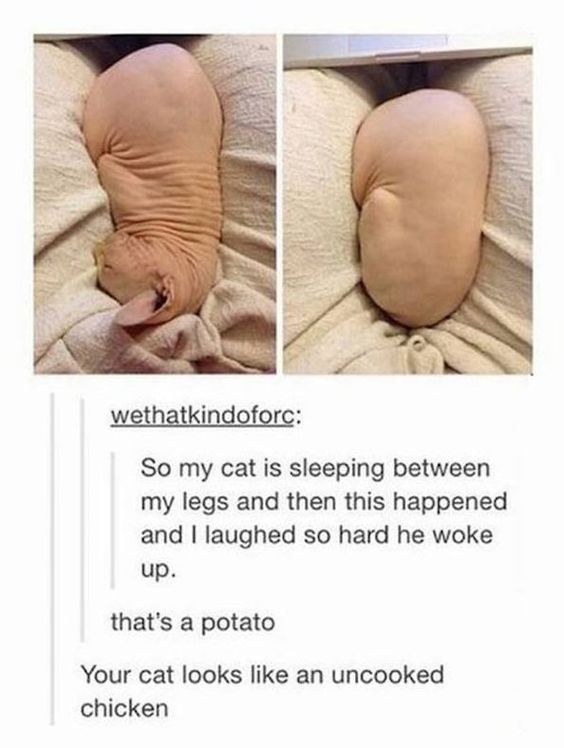 wethatkindoforc:
So my cat is sleeping between
my legs and then this happened
and I laughed so hard he woke
up.
that's a potato
Your cat looks like an uncooked
chicken